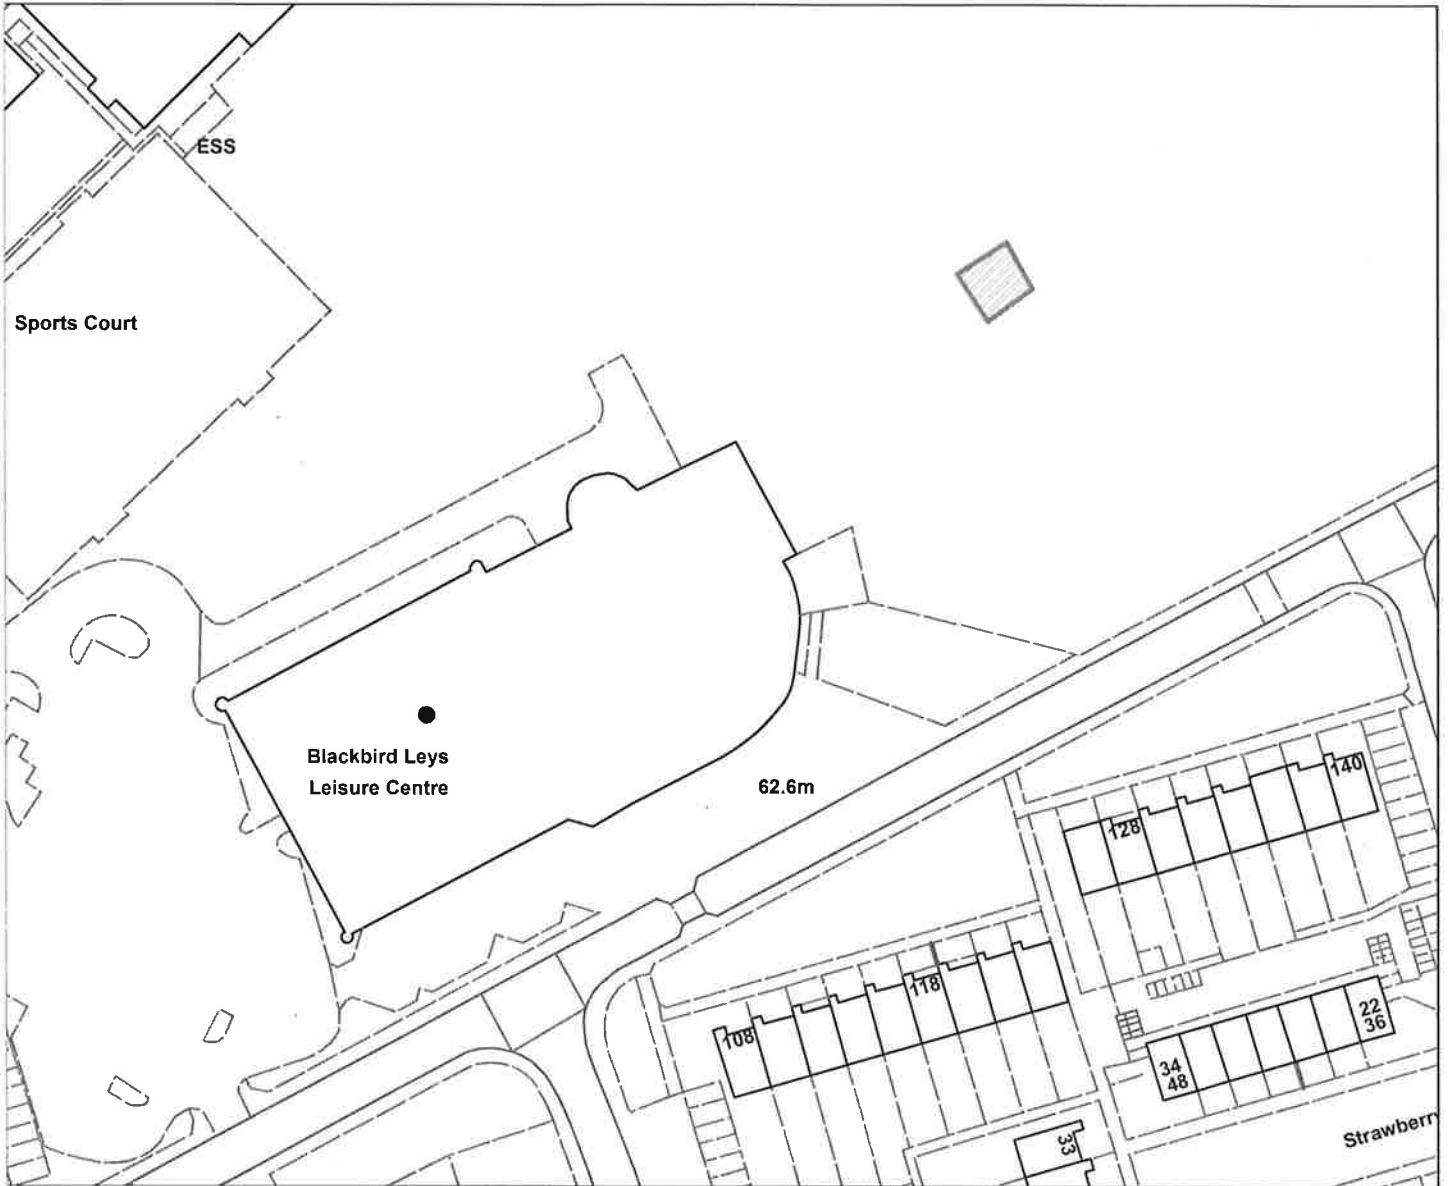 ESS
Sports Court
Blackbird Leys
Leisure Centre
62.6m
140
128
118
108
22
36
34
48
33
Strawberry